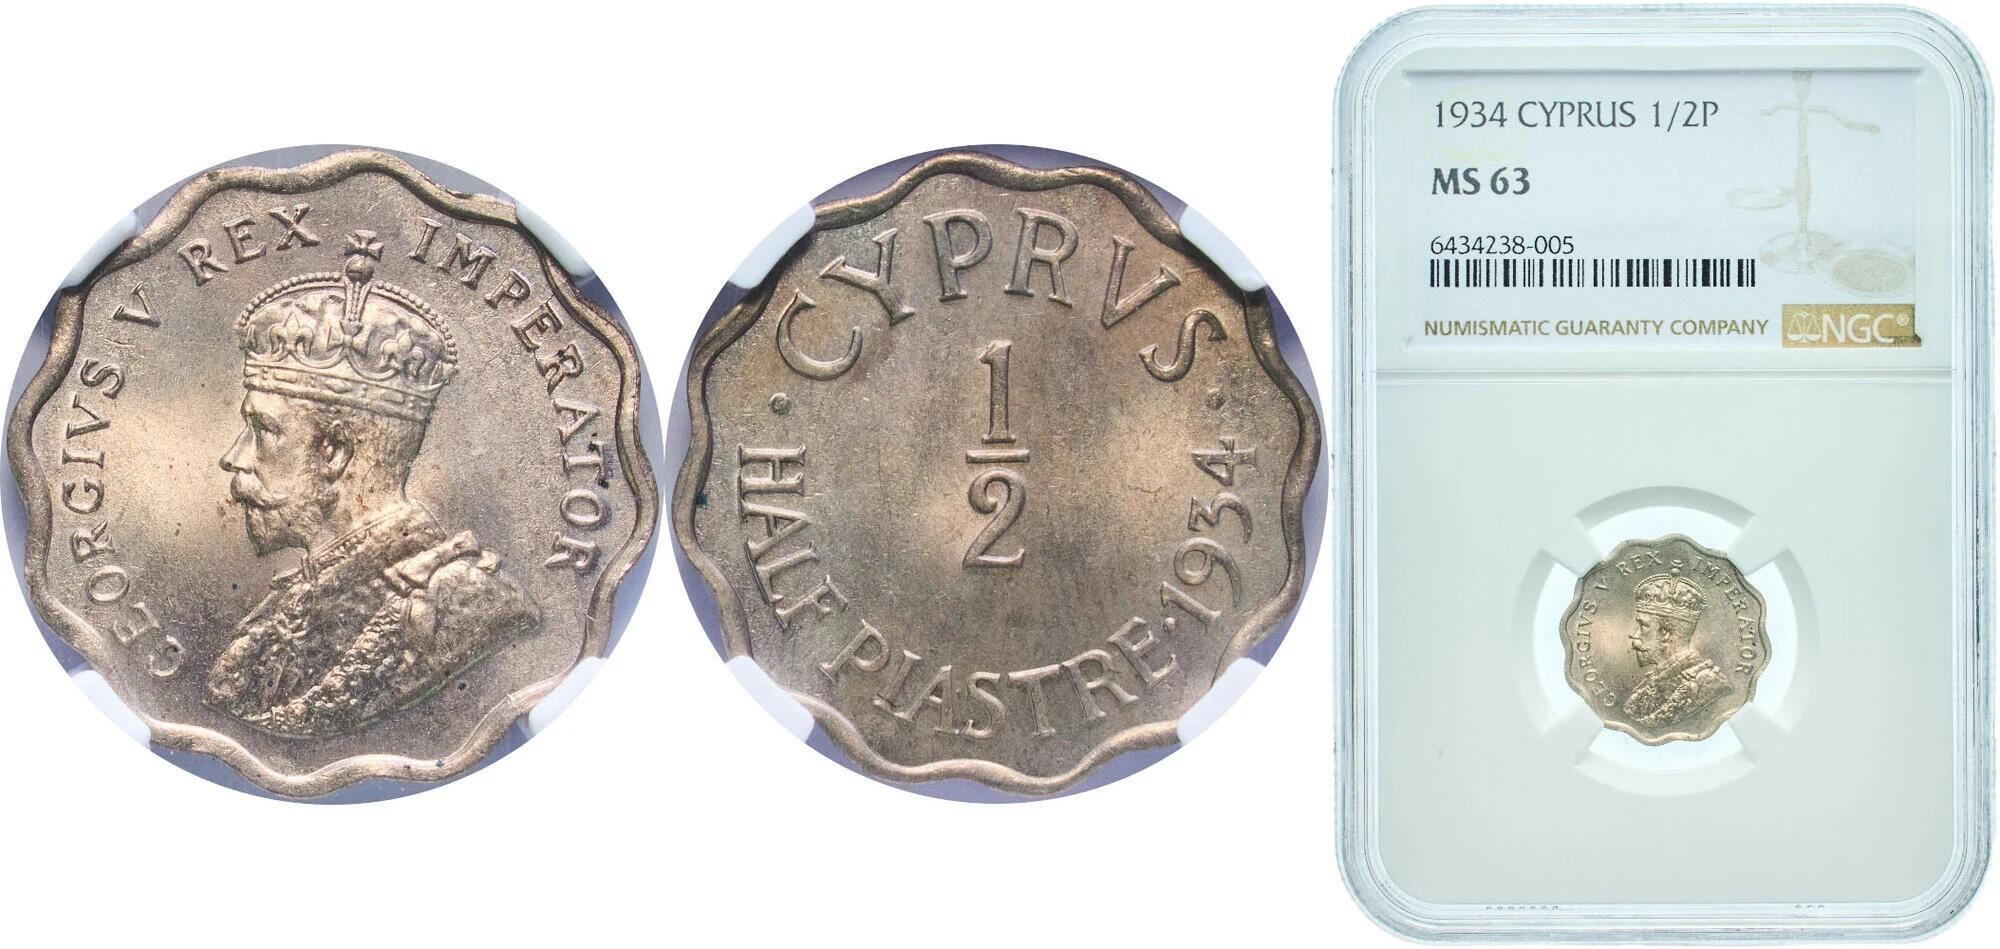 GEORGIVS V REX IMPERATOR
CYPRVS
1
2
· HALF PIASTRE · 1934 ·
1934 CYPRUS 1/2P
MS 63
6434238-005
NUMISMATIC GUARANTY COMPANY NGC®
GEORGIVS V REX IMPERATOR